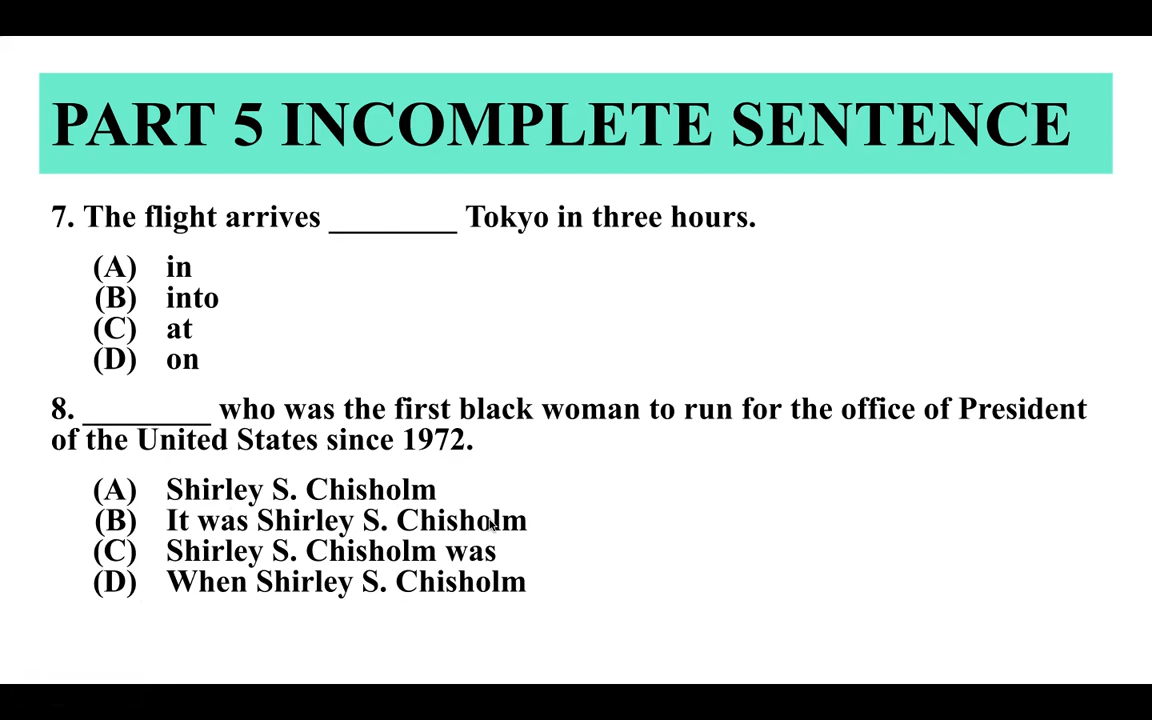 PART 5 INCOMPLETE SENTENCE
7. The flight arrives ________ Tokyo in three hours.
(A) in
(B) into
(C) at
(D) on
8. ________ who was the first black woman to run for the office of President
of the United States since 1972.
(A) Shirley S. Chisholm
(B) It was Shirley S. Chisholm
(C) Shirley S. Chisholm was
(D) When Shirley S. Chisholm